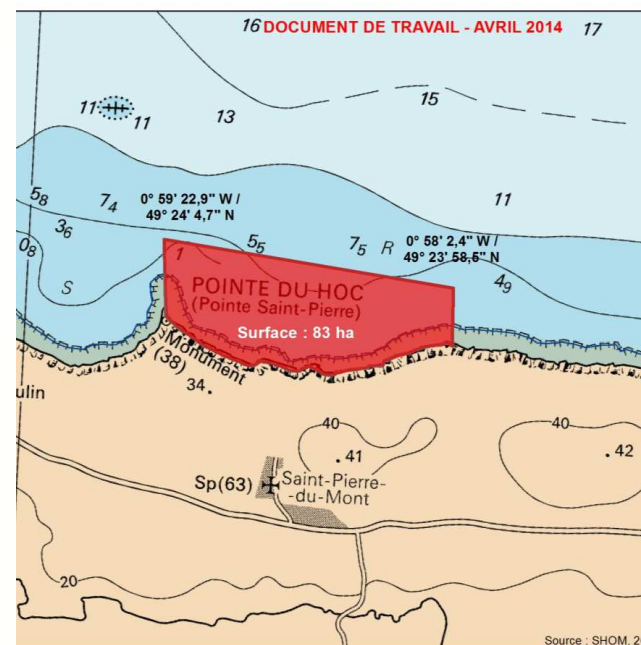 16 DOCUMENT DE TRAVAIL - AVRIL 2014 17
15
11
11
13
11
5₈
7₄
0° 59' 22,9" W /
49° 24' 4,7" N
3₆
0₈
5₅
7₅
R
0° 58' 2,4" W /
49° 23' 58,5" N
1
S
4₉
POINTE DU HOC
(Pointe Saint-Pierre)
Surface : 83 ha
Monument
(38)
ulin
34
40
40
41
42
Sp(63)
Saint-Pierre-
-du-Mont
20
Source : SHOM, 20